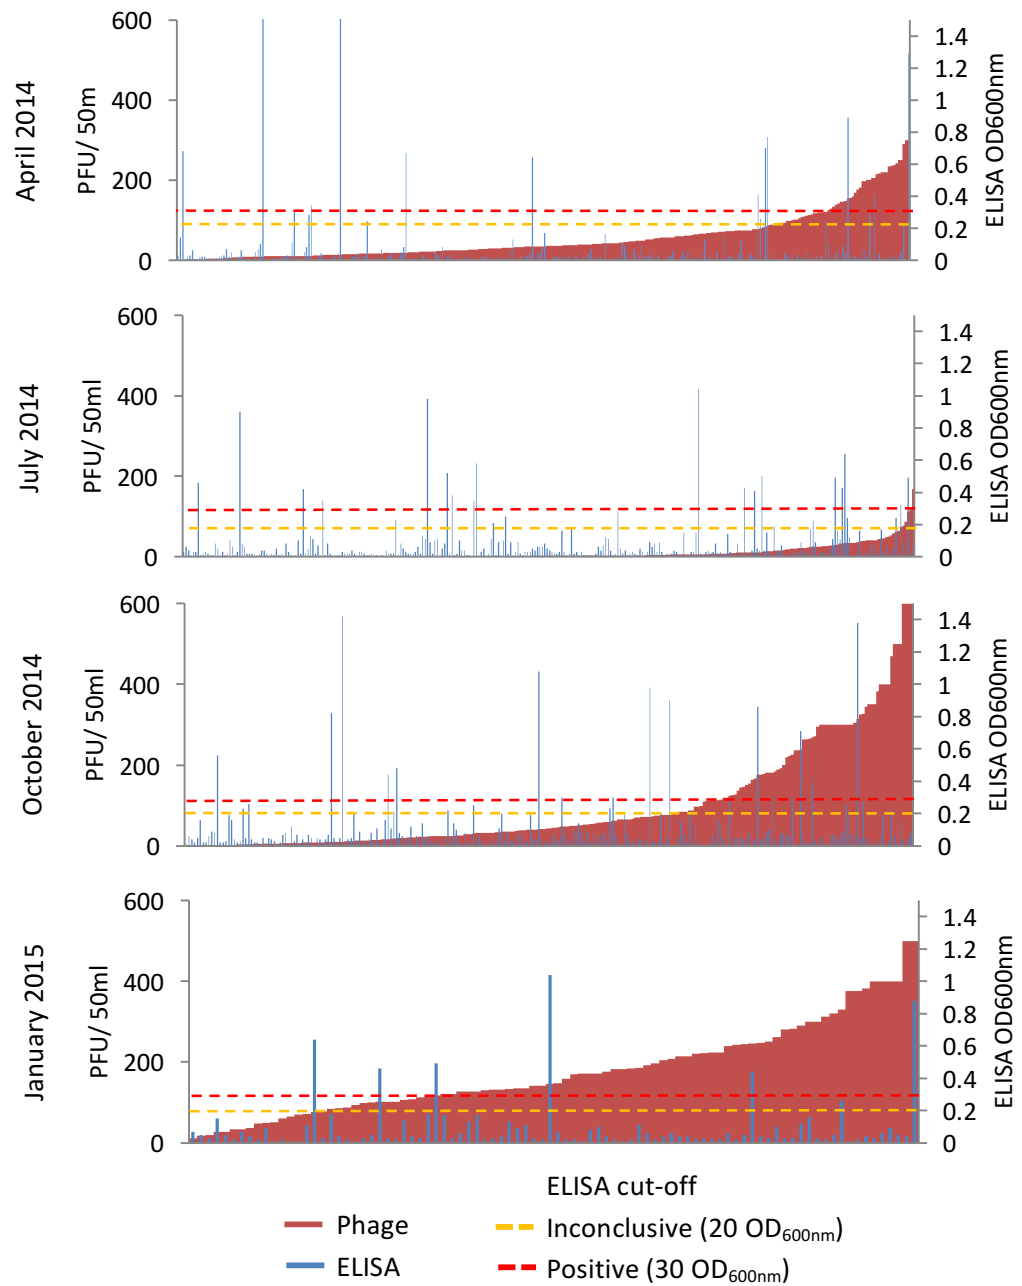 April 2014
PFU/ 50m
600
400
200
0
1.4
1.2
1
0.8
0.6
0.4
0.2
0
ELISA OD600nm
July 2014
PFU/ 50ml
600
400
200
0
1.4
1.2
1
0.8
0.6
0.4
0.2
0
ELISA OD600nm
October 2014
PFU/ 50ml
600
400
200
0
1.4
1.2
1
0.8
0.6
0.4
0.2
0
ELISA OD600nm
January 2015
PFU/ 50ml
600
400
200
0
1.4
1.2
1
0.8
0.6
0.4
0.2
0
ELISA OD600nm
ELISA cut-off
Phage
Inconclusive (20 OD600nm)
ELISA
Positive (30 OD600nm)